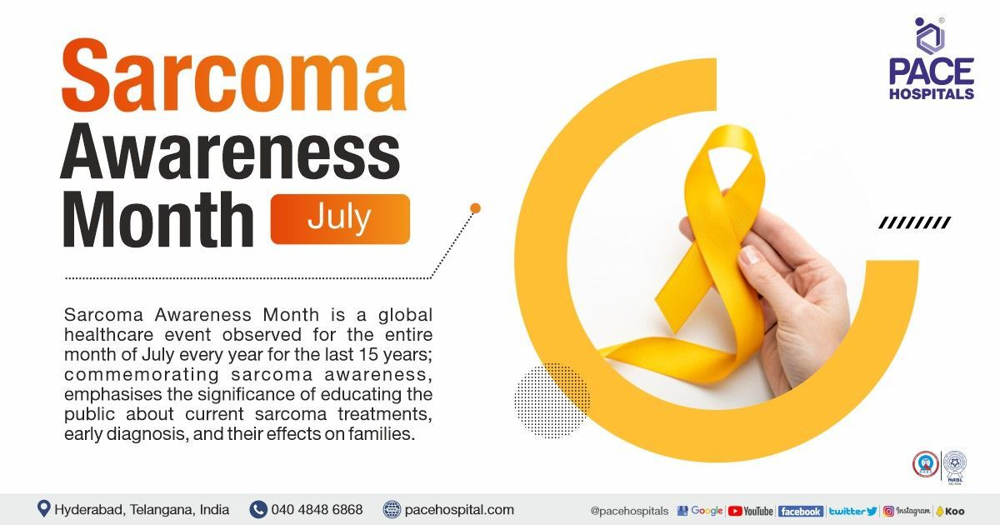 Sarcoma
Awareness
Month July
Sarcoma Awareness Month is a global
healthcare event observed for the entire
month of July every year for the last 15 years;
commemorating sarcoma awareness,
emphasises the significance of educating the
public about current sarcoma treatments,
early diagnosis, and their effects on families.
®
PACE
HOSPITALS
NABL
Hyderabad, Telangana, India 040 4848 6868 pacehospital.com @pacehospitals Google YouTube facebook twitter Instagram Koo